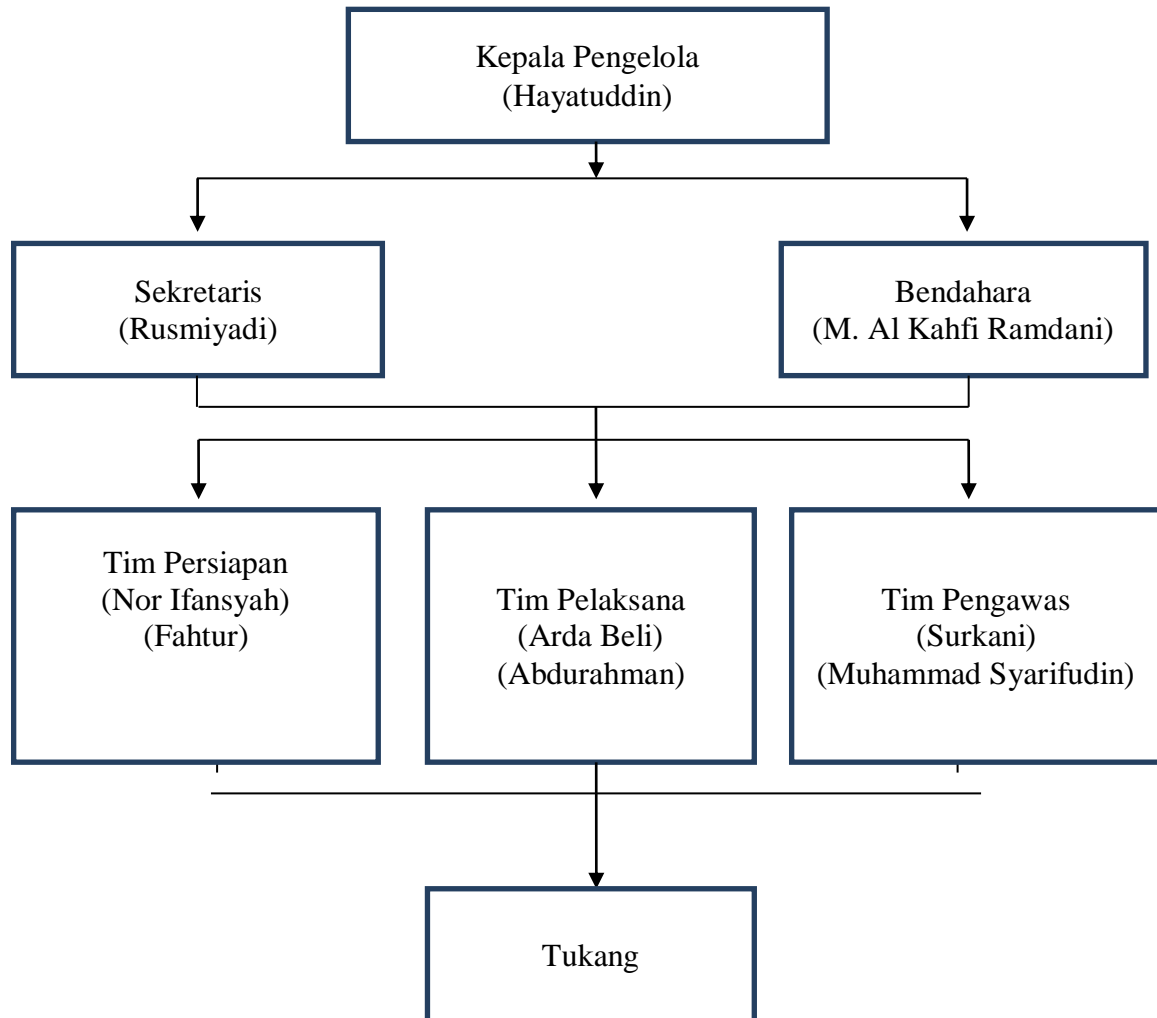 Kepala Pengelola
(Hayatuddin)
Sekretaris
(Rusmiyadi)
Bendahara
(M. Al Kahfi Ramdani)
Tim Persiapan
(Nor Ifansyah)
(Fahtur)
Tim Pelaksana
(Arda Beli)
(Abdurahman)
Tim Pengawas
(Surkani)
(Muhammad Syarifudin)
Tukang